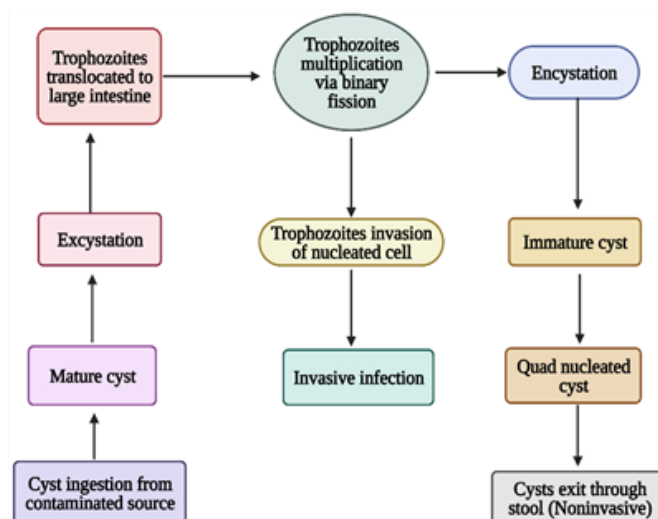 Trophozoites
translocated to
large intestine
Trophozoites
multiplication
via binary
fission
Encystation
Excystation
Trophozoites invasion
of nucleated cell
Immature cyst
Mature cyst
Invasive infection
Quad nucleated
cyst
Cyst ingestion from
contaminated source
Cysts exit through
stool (Noninvasive)